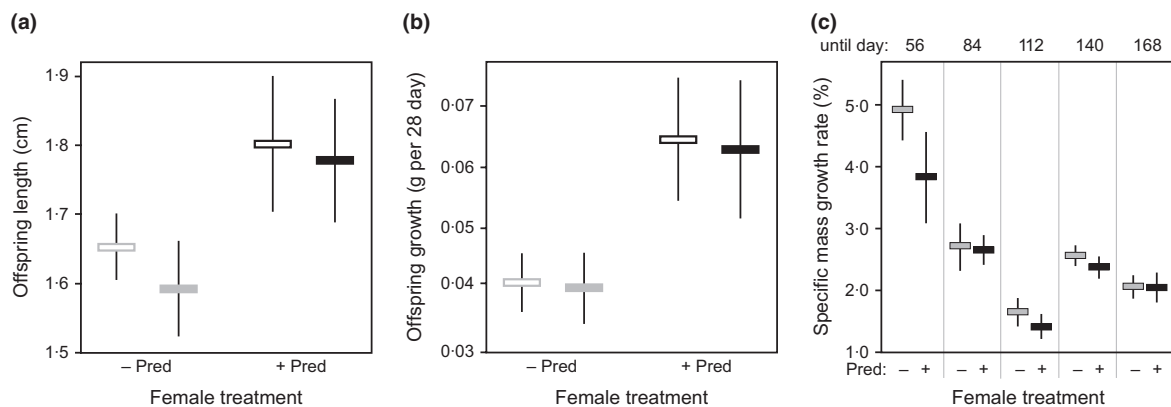 (a)
Offspring length (cm)
1·9
1·8
1·7
1·6
1·5
– Pred
+ Pred
Female treatment
(b)
Offspring growth (g per 28 day)
0·07
0·06
0·05
0·04
0·03
– Pred
+ Pred
Female treatment
(c)
until day: 56 84 112 140 168
Specific mass growth rate (%)
5·0
4·0
3·0
2·0
1·0
Pred: – + – + – + – + – +
Female treatment